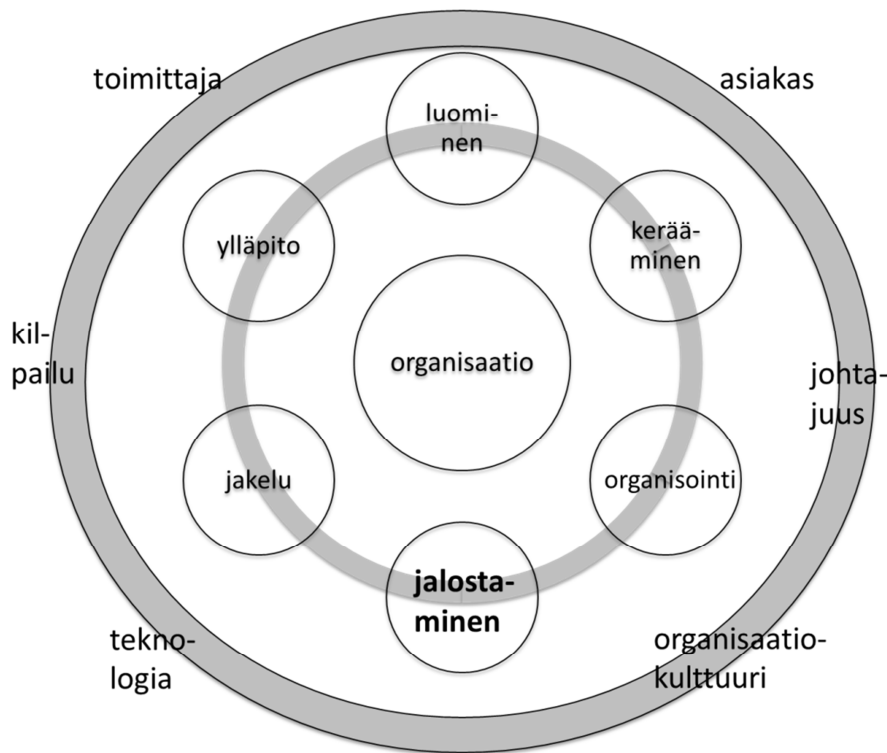 toimittaja
asiakas
luomi-
nen
ylläpito
kerää-
minen
kil-
pailu
organisaatio
johta-
juus
jakelu
organisointi
jalosta-
minen
tekno-
logia
organisaatio-
kulttuuri